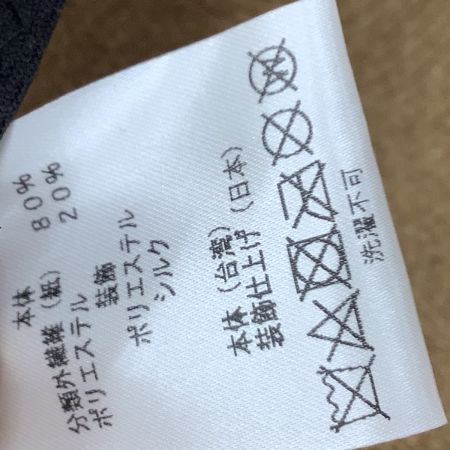 本体
分類外繊維(紙) 80%
ポリエステル 20%
装飾
ポリエステル
シルク
本体(台湾)
装飾仕上げ(日本)
洗濯不可